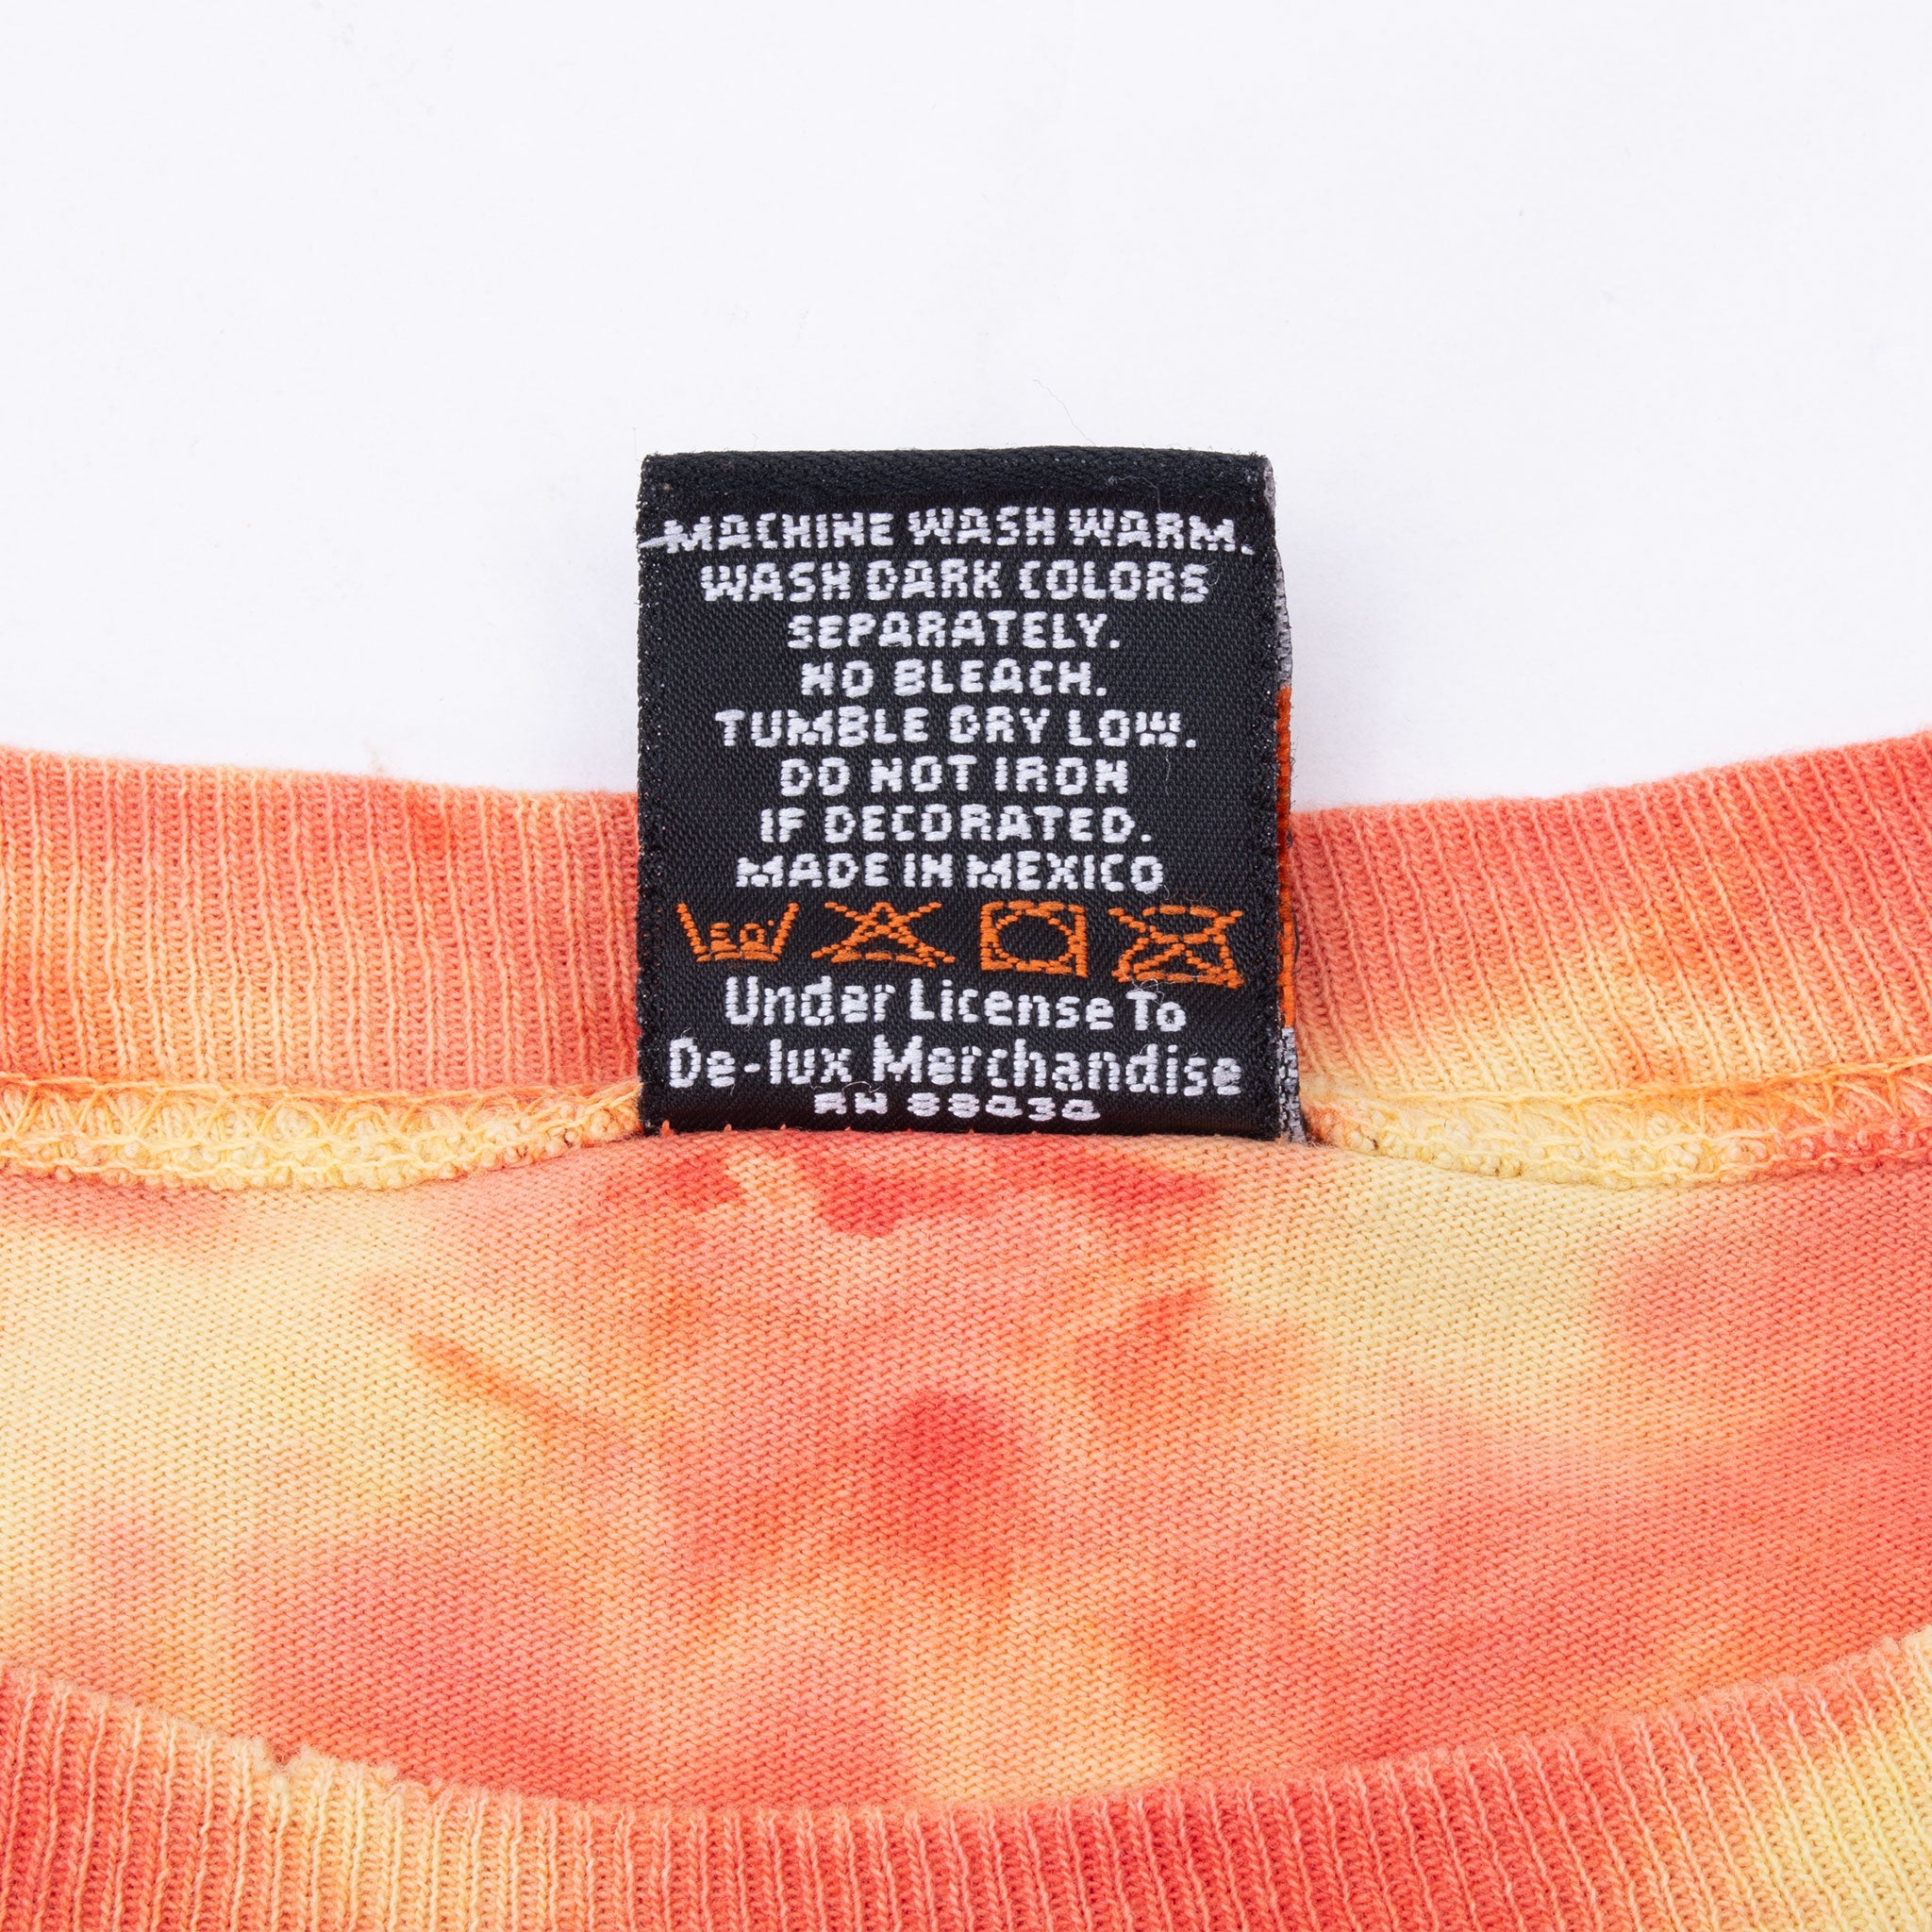 MACHINE WASH WARM.
WASH DARK COLORS
SEPARATELY.
NO BLEACH.
TUMBLE DRY LOW.
DO NOT IRON
IF DECORATED.
MADE IN MEXICO
Under License To
De-lux Merchandise
RN